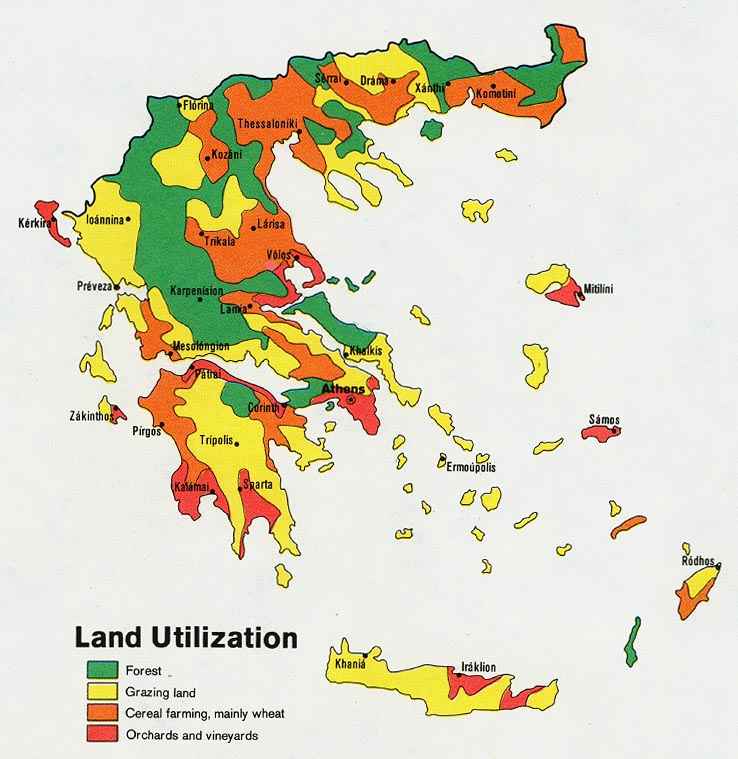 Sérrai
Dráma
Xánthi
Komotiní
Flórina
Thessaloníki
Kozáni
Kérkira
Ioánnina
Lárisa
Tríkala
Vólos
Préveza
Karpenísion
Lamía
Mitilíni
Mesolóngion
Khalkís
Pátrai
Athens
Zákinthos
Corinth
Pírgos
Sámos
Trípolis
Ermoúpolis
Kalámai
Sparta
Ródhos
Khaniá
Iráklion
Land Utilization
Forest
Grazing land
Cereal farming, mainly wheat
Orchards and vineyards